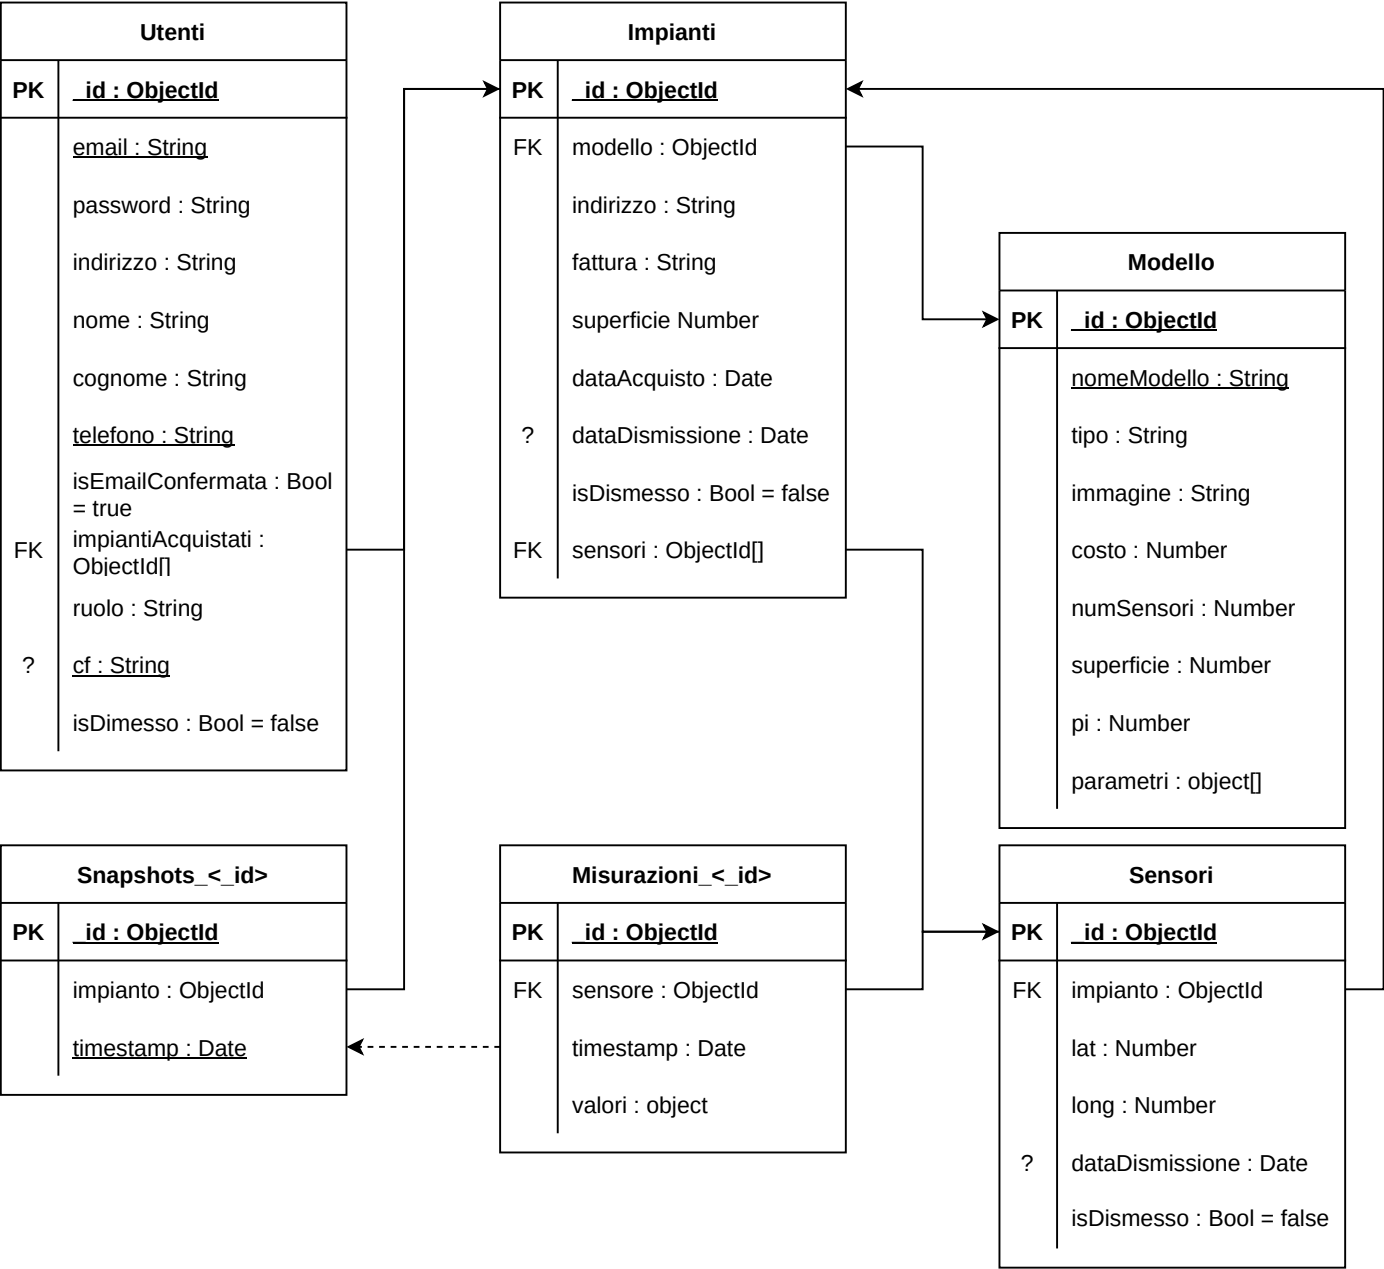 Utenti
PK _id : ObjectId
email : String
password : String
indirizzo : String
nome : String
cognome : String
telefono : String
isEmailConfermata : Bool
= true
FK impiantiAcquistati :
ObjectId[]
ruolo : String
? cf : String
isDimesso : Bool = false
Impianti
PK _id : ObjectId
FK modello : ObjectId
indirizzo : String
fattura : String
superficie Number
dataAcquisto : Date
? dataDismissione : Date
isDismesso : Bool = false
FK sensori : ObjectId[]
Modello
PK _id : ObjectId
nomeModello : String
tipo : String
immagine : String
costo : Number
numSensori : Number
superficie : Number
pi : Number
parametri : object[]
Snapshots_<_id>
PK _id : ObjectId
impianto : ObjectId
timestamp : Date
Misurazioni_<_id>
PK _id : ObjectId
FK sensore : ObjectId
timestamp : Date
valori : object
Sensori
PK _id : ObjectId
FK impianto : ObjectId
lat : Number
long : Number
? dataDismissione : Date
isDismesso : Bool = false